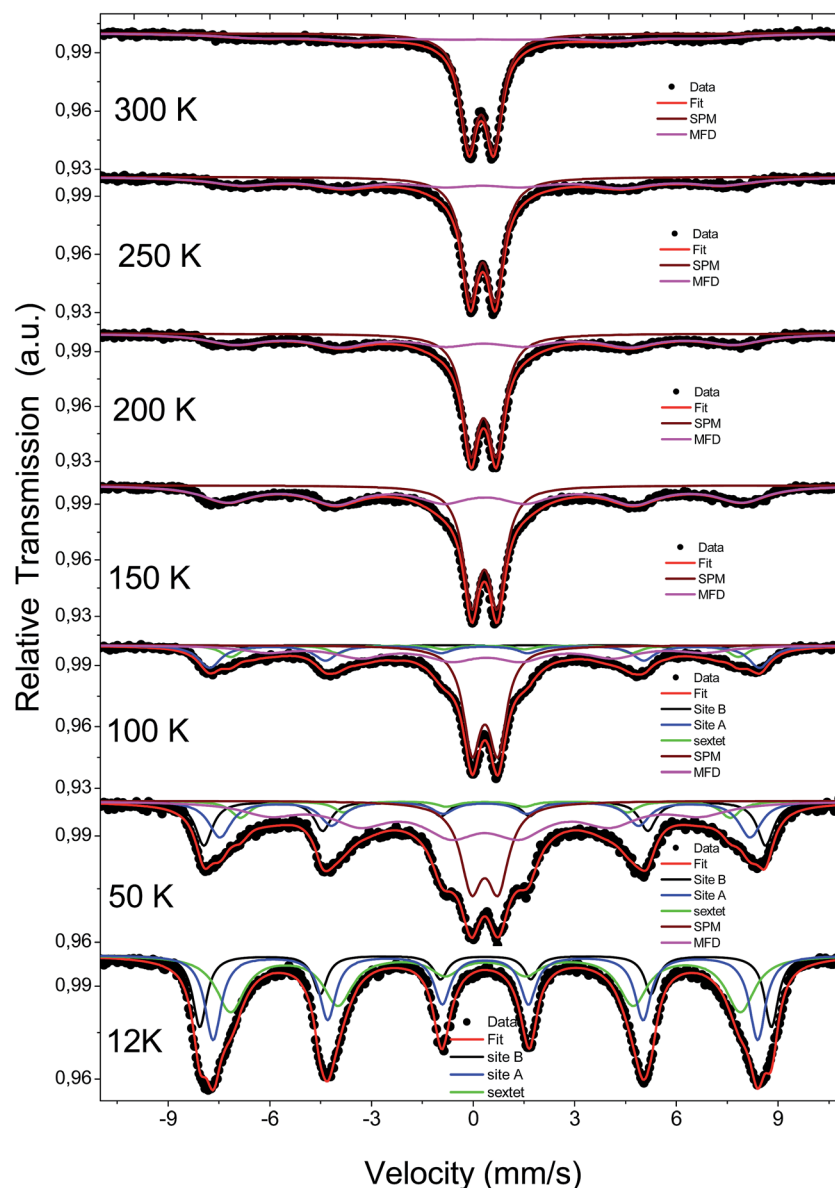 Relative Transmission (a.u.)
0,99
0,96
0,93
300 K
Data
Fit
SPM
MFD
0,99
0,96
0,93
250 K
Data
Fit
SPM
MFD
0,99
0,96
0,93
200 K
Data
Fit
SPM
MFD
0,99
0,96
0,93
150 K
Data
Fit
SPM
MFD
0,99
0,96
0,93
100 K
Data
Fit
Site B
Site A
sextet
SPM
MFD
0,99
0,96
50 K
Data
Fit
Site B
Site A
sextet
SPM
MFD
0,99
0,96
12K
Data
Fit
site B
site A
sextet
-9 -6 -3 0 3 6 9
Velocity (mm/s)